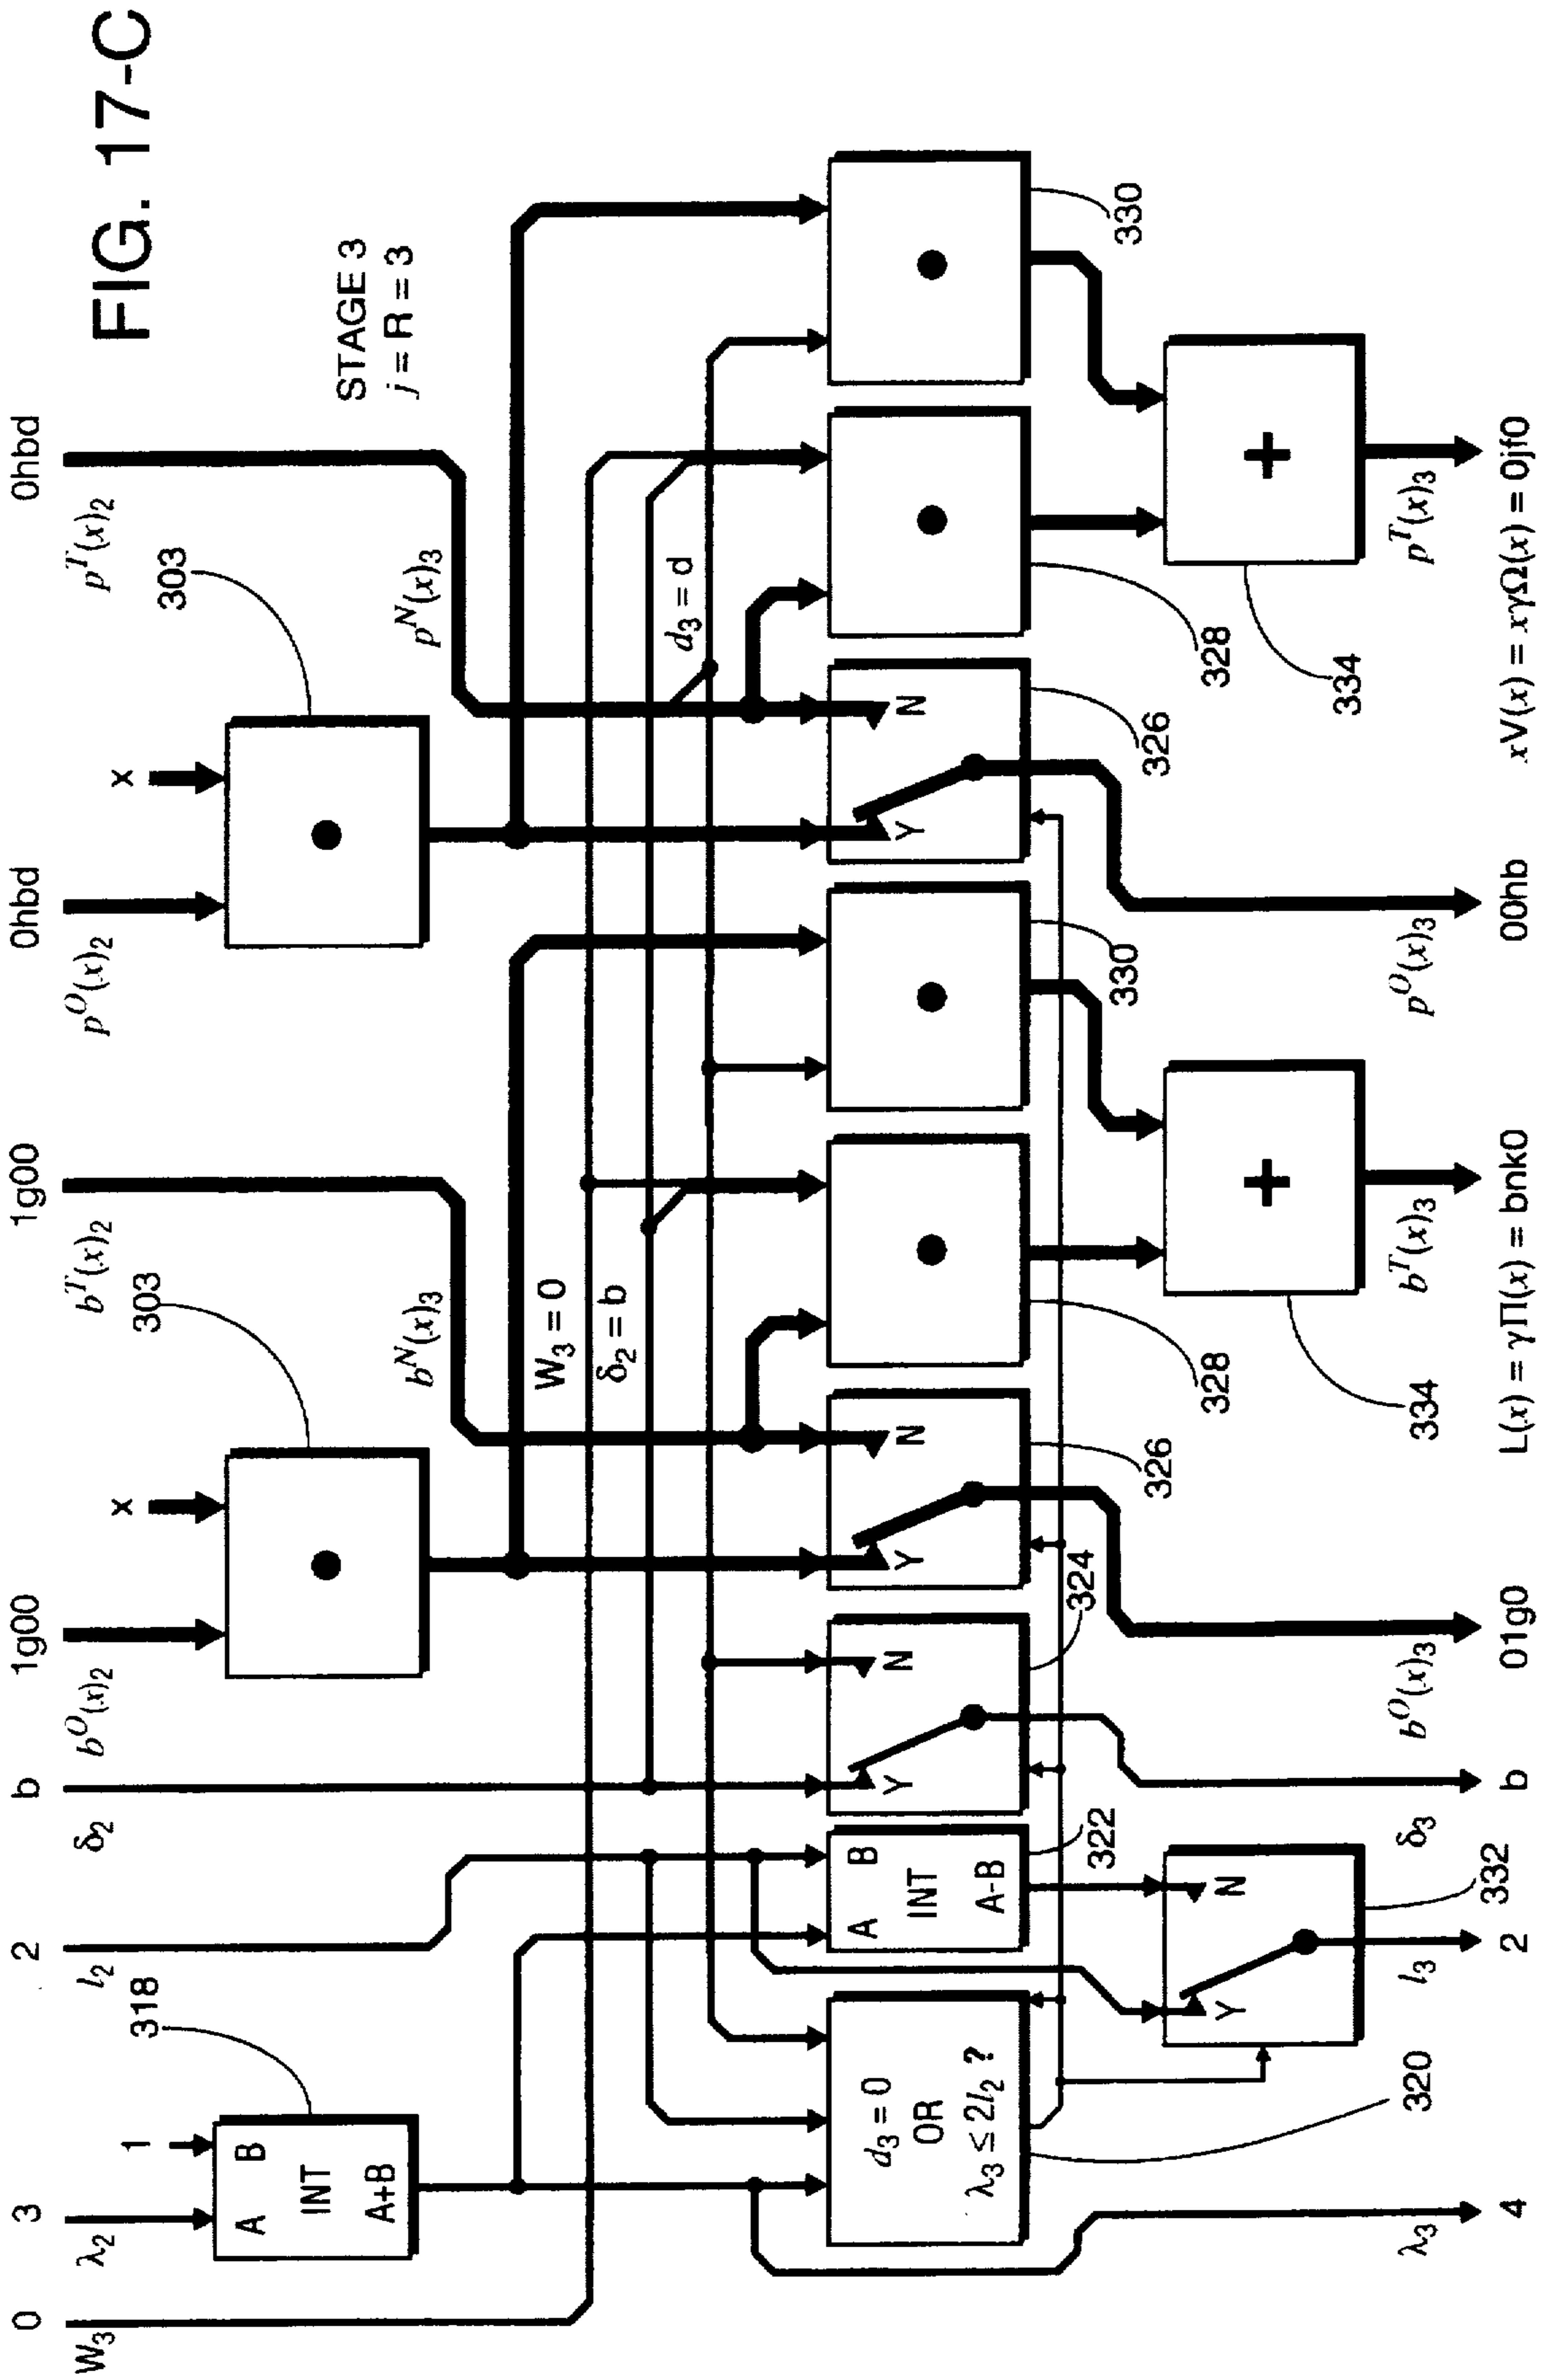 FIG. 17-C
STAGE 3
j = R = 3
0 3 2 b 1g00 1g00 0hbd 0hbd
W₃ λ₂ l₂ δ₂ b^O(x)₂ b^T(x)₂ p^O(x)₂ p^T(x)₂
1 318 x 303 x 303
A B
INT
A+B
b^N(x)₃ p^N(x)₃
W₃ = 0
δ₂ = b
d₃ = d
d₃ = 0
OR
λ₃ ≤ 2l₂ ?
A B
INT
A-B
Y N
Y N
Y N
320 322 324 326 328 330 326 328 330
Y N
332 334 334
+ +
λ₃ l₃ δ₃ b^O(x)₃ b^T(x)₃ p^O(x)₃ p^T(x)₃
4 2 b 01g0 L(x) = γΠ(x) = bnk0 00hb xV(x) = xγΩ(x) = 0jf0